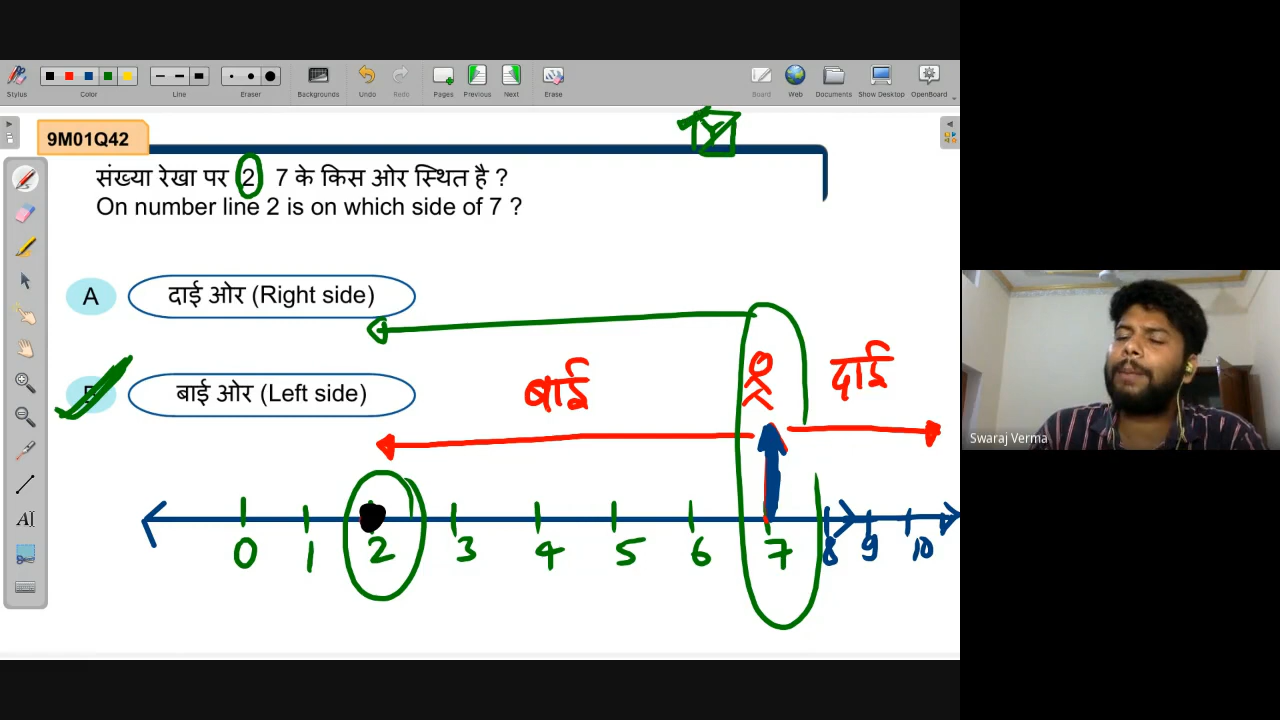 Stylus Color Line Eraser Backgrounds Undo Redo Pages Previous Next Erase Board Web Documents Show Desktop OpenBoard
9M01Q42
संख्या रेखा पर 2 7 के किस ओर स्थित है ?
On number line 2 is on which side of 7 ?
A दाई ओर (Right side)
बाई ओर (Left side)
बाई दाई
Swaraj Verma
0 1 2 3 4 5 6 7 8 9 10